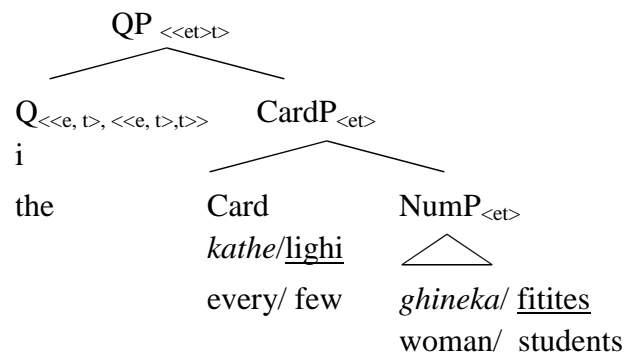 QP <<et>t>
Q<<e, t>, <<e, t>,t>> CardP<et>
i
the Card NumP<et>
kathe/lighi
every/ few ghineka/ fitites
woman/ students